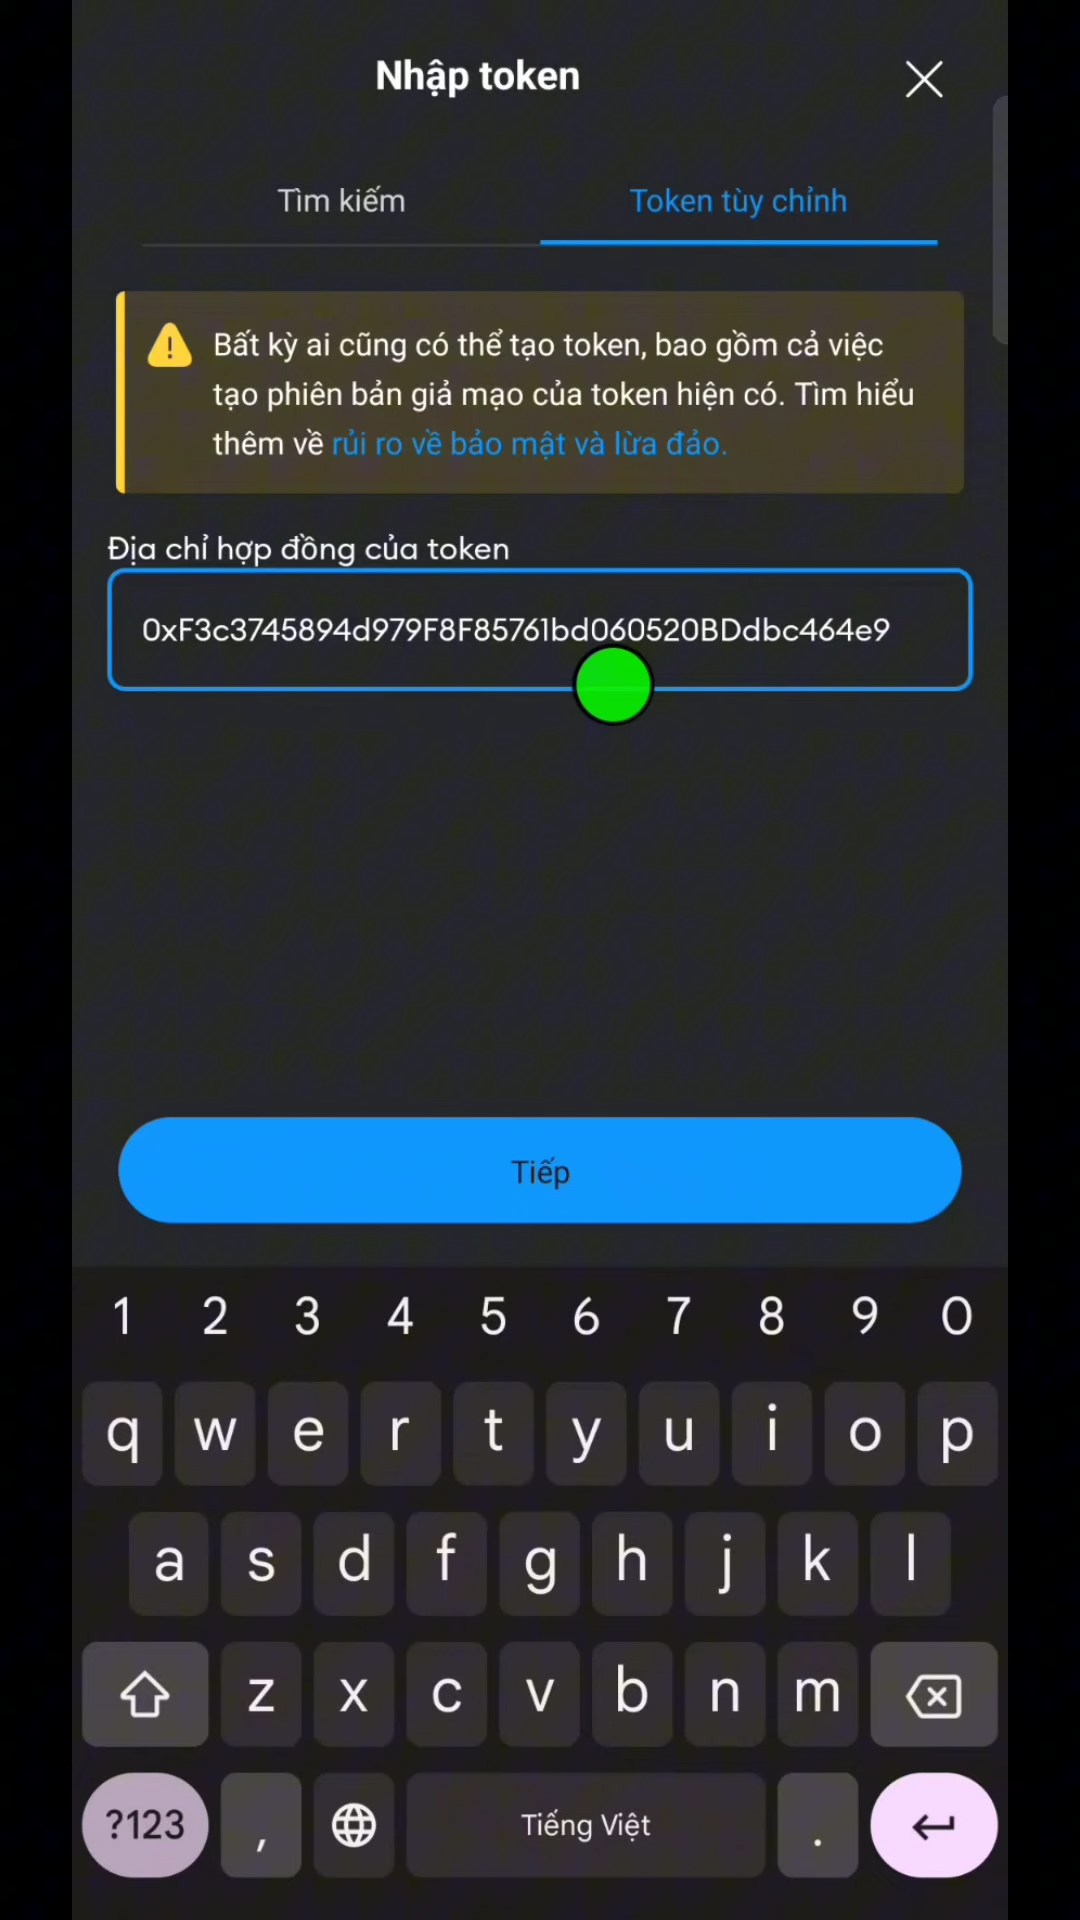 Nhập token
Tìm kiếm
Token tùy chỉnh
Bất kỳ ai cũng có thể tạo token, bao gồm cả việc
tạo phiên bản giả mạo của token hiện có. Tìm hiểu
thêm về rủi ro về bảo mật và lừa đảo.
Địa chỉ hợp đồng của token
0xF3c3745894d979F8F85761bd060520BDdbc464e9
Tiếp
1 2 3 4 5 6 7 8 9 0
q w e r t y u i o p
a s d f g h j k l
z x c v b n m
?123 , Tiếng Việt .